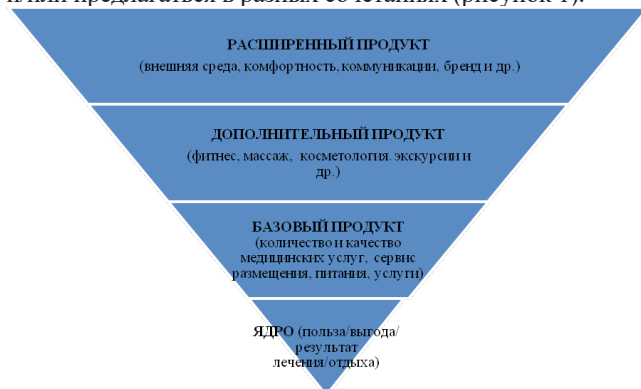 и/или предлагаться в разных сочетаниях (рисунок 1).
РАСШИРЕННЫЙ ПРОДУКТ
(внешняя среда, комфортность, коммуникации, бренд и др.)
ДОПОЛНИТЕЛЬНЫЙ ПРОДУКТ
(фитнес, массаж, косметология. экскурсии и
др.)
БАЗОВЫЙ ПРОДУКТ
(количество и качество
медицинских услуг, сервис
размещения, питания, услуги)
ЯДРО (польза/выгода/
результат
лечения/отдыха)